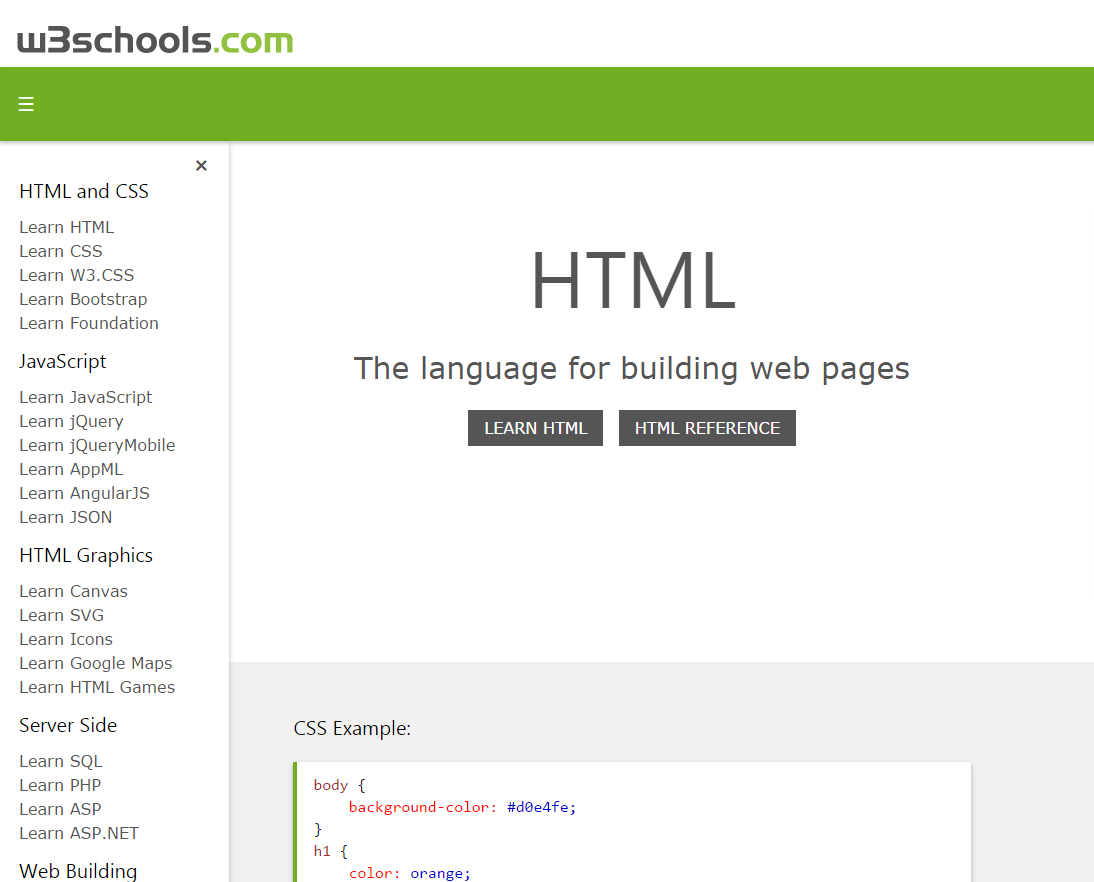 w3schools.com
☰
×
HTML and CSS
Learn HTML
Learn CSS
Learn W3.CSS
Learn Bootstrap
Learn Foundation
JavaScript
Learn JavaScript
Learn jQuery
Learn jQueryMobile
Learn AppML
Learn AngularJS
Learn JSON
HTML Graphics
Learn Canvas
Learn SVG
Learn Icons
Learn Google Maps
Learn HTML Games
Server Side
Learn SQL
Learn PHP
Learn ASP
Learn ASP.NET
Web Building
HTML
The language for building web pages
LEARN HTML HTML REFERENCE
CSS Example:
body {
    background-color: #d0e4fe;
}
h1 {
    color: orange;